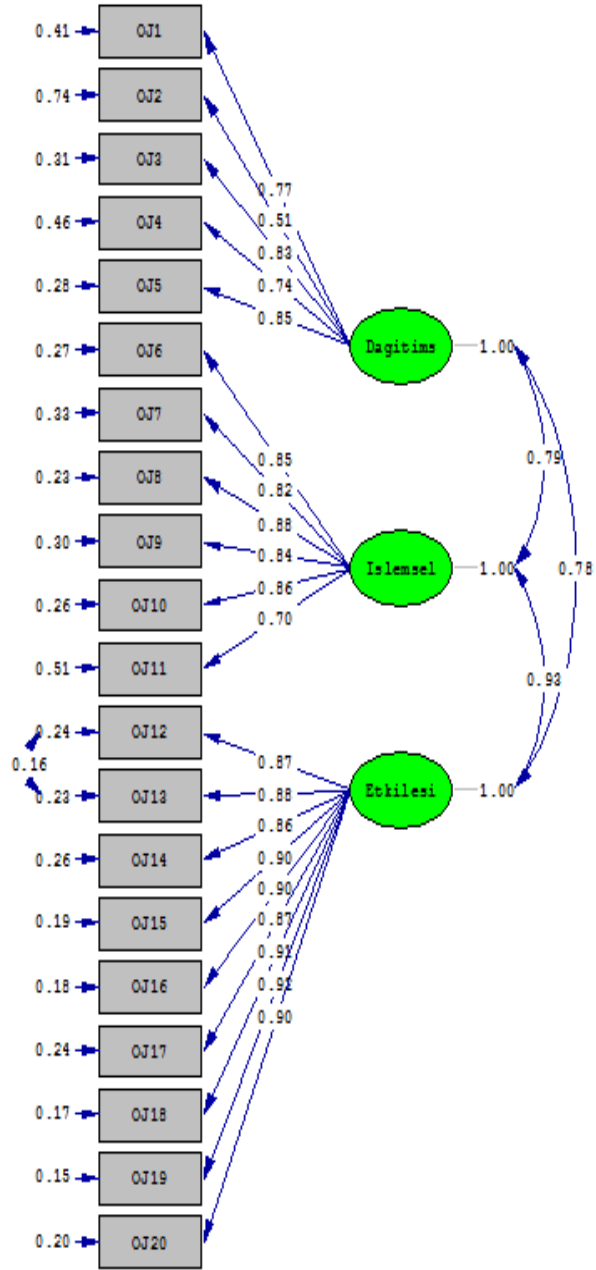 0.41 OJ1
0.74 OJ2
0.31 OJ3
0.46 OJ4
0.77
0.51
0.83
0.74
0.28 OJ5
0.85
0.27 OJ6
Dagitims 1.00
0.33 OJ7
0.85
0.79
0.82
0.23 OJ8
0.88
0.30 OJ9
0.84
Islemsel 1.00
0.78
0.26 OJ10
0.86
0.70
0.51 OJ11
0.93
0.24 OJ12
0.16
0.87
0.23 OJ13
0.88
Etkilesi 1.00
0.86
0.26 OJ14
0.90
0.90
0.19 OJ15
0.87
0.91
0.18 OJ16
0.92
0.90
0.24 OJ17
0.17 OJ18
0.15 OJ19
0.20 OJ20